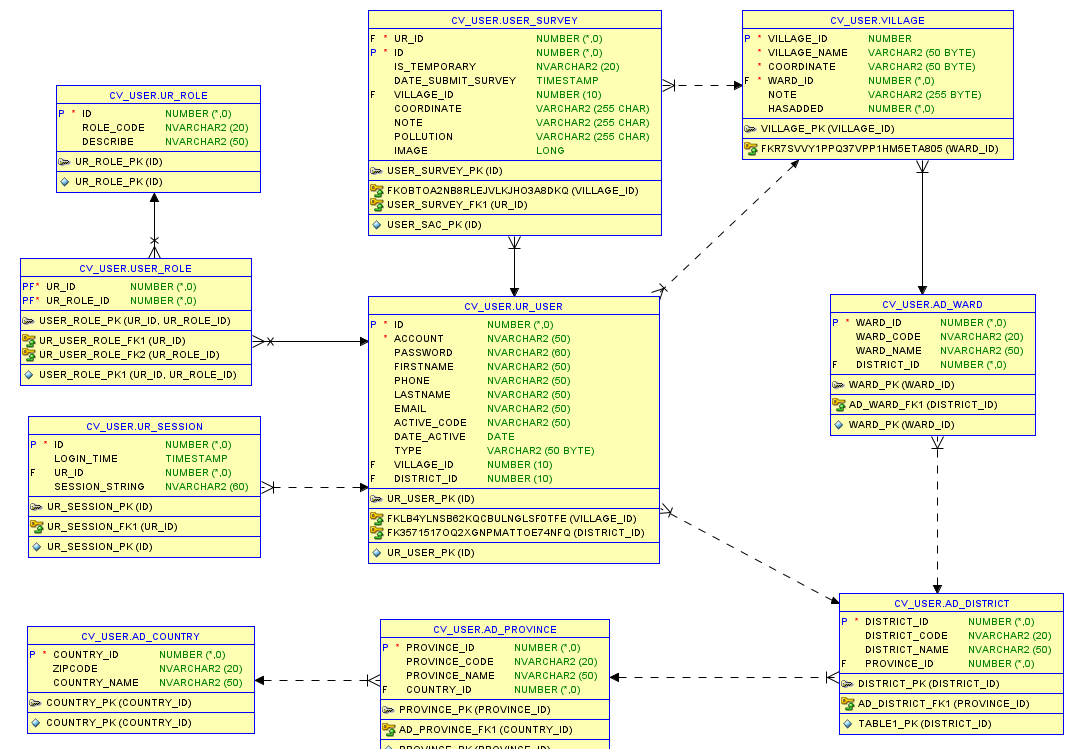 CV_USER.UR_ROLE
P * ID NUMBER (*,0)
ROLE_CODE NVARCHAR2 (20)
DESCRIBE NVARCHAR2 (50)
UR_ROLE_PK (ID)
UR_ROLE_PK (ID)
CV_USER.USER_SURVEY
F * UR_ID NUMBER (*,0)
P * ID NUMBER (*,0)
IS_TEMPORARY NVARCHAR2 (20)
DATE_SUBMIT_SURVEY TIMESTAMP
F VILLAGE_ID NUMBER (10)
COORDINATE VARCHAR2 (255 CHAR)
NOTE VARCHAR2 (255 CHAR)
POLLUTION VARCHAR2 (255 CHAR)
IMAGE LONG
USER_SURVEY_PK (ID)
FKOBTOA2NB8RLEJVLKJHO3A8DKQ (VILLAGE_ID)
USER_SURVEY_FK1 (UR_ID)
USER_SAC_PK (ID)
CV_USER.VILLAGE
P * VILLAGE_ID NUMBER
* VILLAGE_NAME VARCHAR2 (50 BYTE)
* COORDINATE VARCHAR2 (50 BYTE)
F * WARD_ID NUMBER (*,0)
NOTE VARCHAR2 (255 BYTE)
HASADDED NUMBER (*,0)
VILLAGE_PK (VILLAGE_ID)
FKR7SVVY1PPQ37VPP1HM5ETA805 (WARD_ID)
CV_USER.USER_ROLE
PF* UR_ID NUMBER (*,0)
PF* UR_ROLE_ID NUMBER (*,0)
USER_ROLE_PK (UR_ID, UR_ROLE_ID)
UR_USER_ROLE_FK1 (UR_ID)
UR_USER_ROLE_FK2 (UR_ROLE_ID)
USER_ROLE_PK1 (UR_ID, UR_ROLE_ID)
CV_USER.UR_USER
P * ID NUMBER (*,0)
* ACCOUNT NVARCHAR2 (50)
PASSWORD NVARCHAR2 (60)
FIRSTNAME NVARCHAR2 (50)
PHONE NVARCHAR2 (50)
LASTNAME NVARCHAR2 (50)
EMAIL NVARCHAR2 (50)
ACTIVE_CODE NVARCHAR2 (50)
DATE_ACTIVE DATE
TYPE VARCHAR2 (50 BYTE)
F VILLAGE_ID NUMBER (10)
F DISTRICT_ID NUMBER (10)
UR_USER_PK (ID)
FKLB4YLNSB62KQCBULNGLSF0TFE (VILLAGE_ID)
FK3571517OQ2XGNPMATTOE74NFQ (DISTRICT_ID)
UR_USER_PK (ID)
CV_USER.AD_WARD
P * WARD_ID NUMBER (*,0)
WARD_CODE NVARCHAR2 (20)
WARD_NAME NVARCHAR2 (50)
F DISTRICT_ID NUMBER (*,0)
WARD_PK (WARD_ID)
AD_WARD_FK1 (DISTRICT_ID)
WARD_PK (WARD_ID)
CV_USER.UR_SESSION
P * ID NUMBER (*,0)
LOGIN_TIME TIMESTAMP
F UR_ID NUMBER (*,0)
SESSION_STRING NVARCHAR2 (60)
UR_SESSION_PK (ID)
UR_SESSION_FK1 (UR_ID)
UR_SESSION_PK (ID)
CV_USER.AD_COUNTRY
P * COUNTRY_ID NUMBER (*,0)
ZIPCODE NVARCHAR2 (20)
COUNTRY_NAME NVARCHAR2 (50)
COUNTRY_PK (COUNTRY_ID)
COUNTRY_PK (COUNTRY_ID)
CV_USER.AD_PROVINCE
P * PROVINCE_ID NUMBER (*,0)
PROVINCE_CODE NVARCHAR2 (20)
PROVINCE_NAME NVARCHAR2 (50)
F COUNTRY_ID NUMBER (*,0)
PROVINCE_PK (PROVINCE_ID)
AD_PROVINCE_FK1 (COUNTRY_ID)
PROVINCE_PK (PROVINCE_ID)
CV_USER.AD_DISTRICT
P * DISTRICT_ID NUMBER (*,0)
DISTRICT_CODE NVARCHAR2 (20)
DISTRICT_NAME NVARCHAR2 (50)
F PROVINCE_ID NUMBER (*,0)
DISTRICT_PK (DISTRICT_ID)
AD_DISTRICT_FK1 (PROVINCE_ID)
TABLE1_PK (DISTRICT_ID)